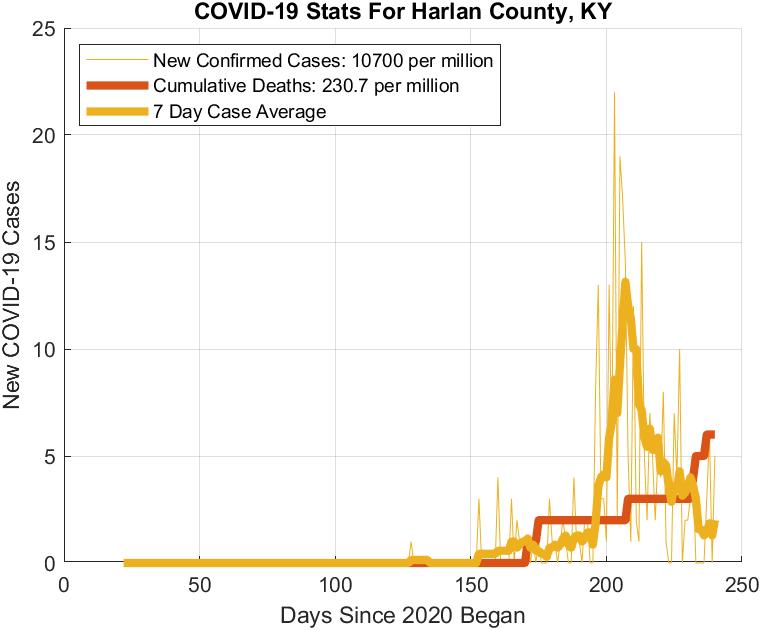 COVID-19 Stats For Harlan County, KY
25
New Confirmed Cases: 10700 per million
Cumulative Deaths: 230.7 per million
7 Day Case Average
20
15
10
5
0
New COVID-19 Cases
0 50 100 150 200 250
Days Since 2020 Began